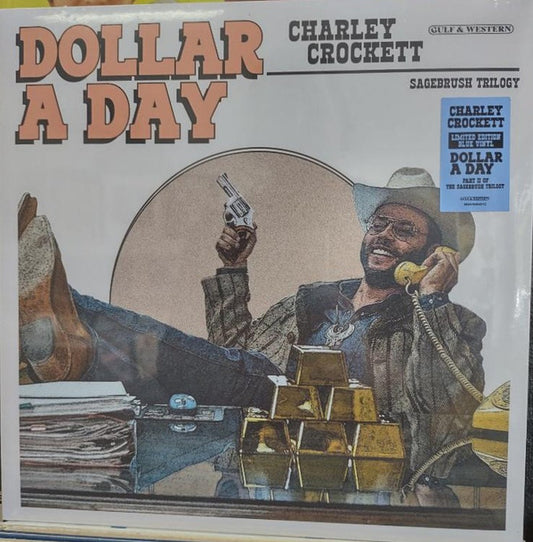 DOLLAR
A DAY
CHARLEY
CROCKETT
GULF & WESTERN
SAGEBRUSH TRILOGY
CHARLEY
CROCKETT
LIMITED EDITION
BLUE VINYL
DOLLAR
A DAY
PART II OF
THE SAGEBRUSH TRILOGY